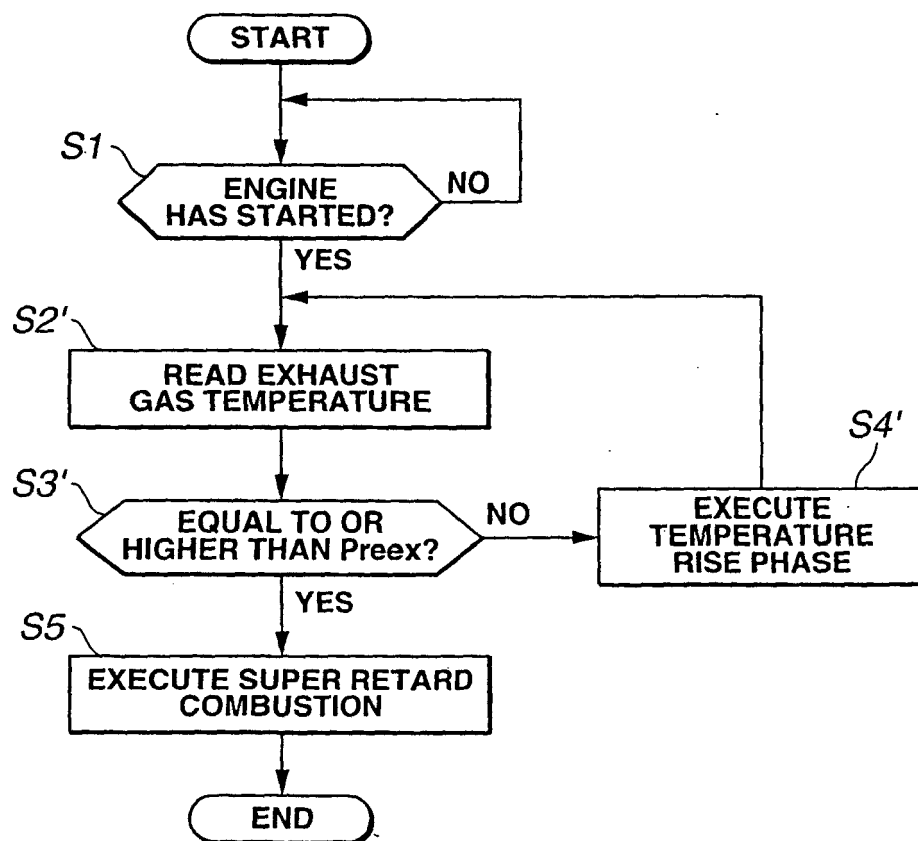 START
S1
ENGINE
HAS STARTED?
NO
YES
S2'
READ EXHAUST
GAS TEMPERATURE
S3'
EQUAL TO OR
HIGHER THAN Preex?
NO
S4'
EXECUTE
TEMPERATURE
RISE PHASE
YES
S5
EXECUTE SUPER RETARD
COMBUSTION
END